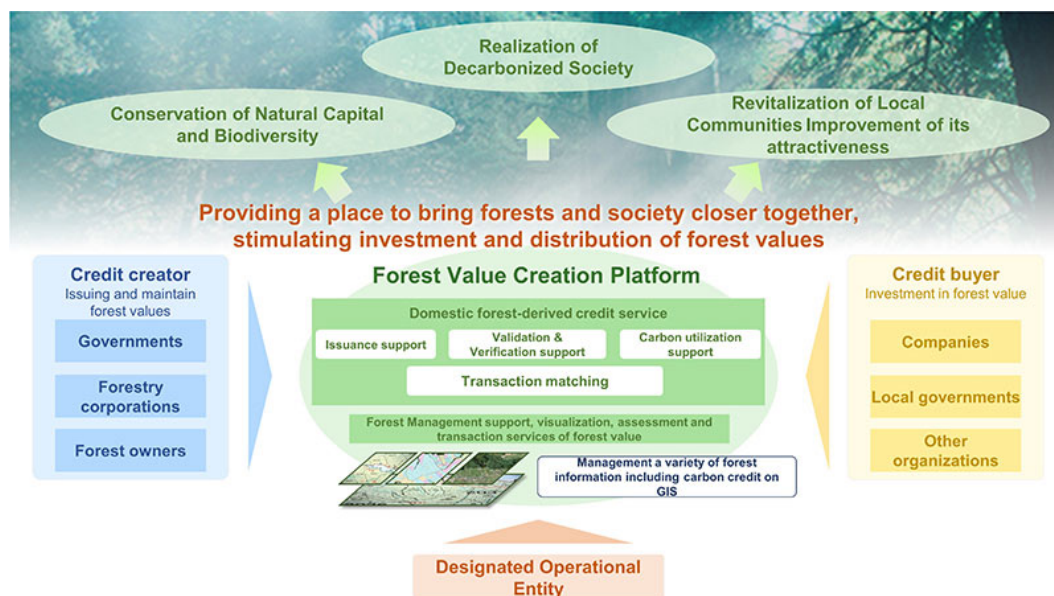 Realization of
Decarbonized Society
Conservation of Natural Capital
and Biodiversity
Revitalization of Local
Communities Improvement of its
attractiveness
Providing a place to bring forests and society closer together,
stimulating investment and distribution of forest values
Credit creator
Issuing and maintain
forest values
Governments
Forestry
corporations
Forest owners
Forest Value Creation Platform
Domestic forest-derived credit service
Issuance support
Validation &
Verification support
Carbon utilization
support
Transaction matching
Forest Management support, visualization, assessment and
transaction services of forest value
Management a variety of forest
information including carbon credit on
GIS
Credit buyer
Investment in forest value
Companies
Local governments
Other
organizations
Designated Operational
Entity